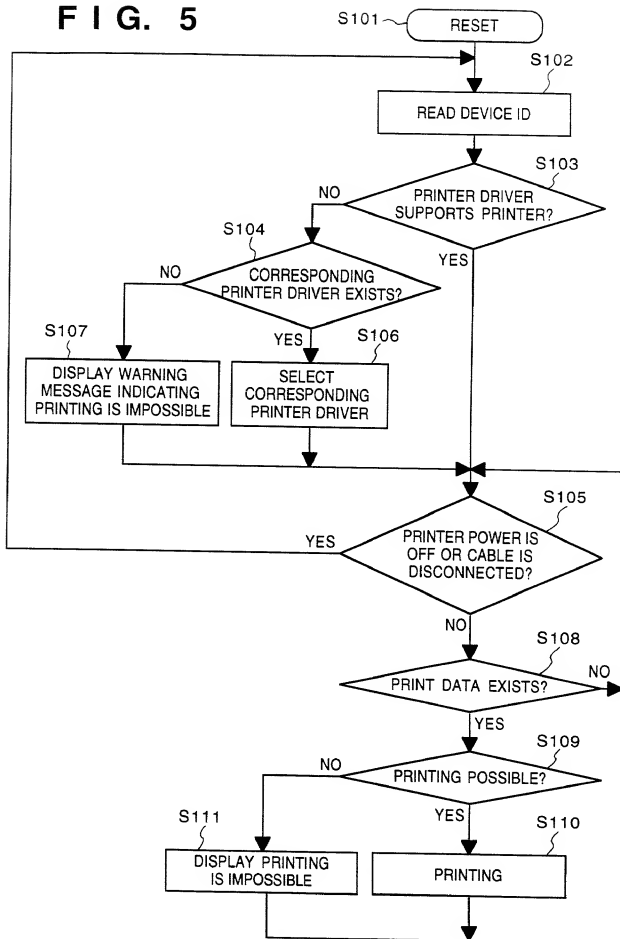 FIG. 5
S101
RESET
S102
READ DEVICE ID
S103
PRINTER DRIVER
SUPPORTS PRINTER?
NO
YES
S104
CORRESPONDING
PRINTER DRIVER EXISTS?
NO
YES
S107
DISPLAY WARNING
MESSAGE INDICATING
PRINTING IS IMPOSSIBLE
S106
SELECT
CORRESPONDING
PRINTER DRIVER
S105
PRINTER POWER IS
OFF OR CABLE IS
DISCONNECTED?
YES
NO
S108
PRINT DATA EXISTS?
NO
YES
S109
PRINTING POSSIBLE?
NO
YES
S111
DISPLAY PRINTING
IS IMPOSSIBLE
S110
PRINTING